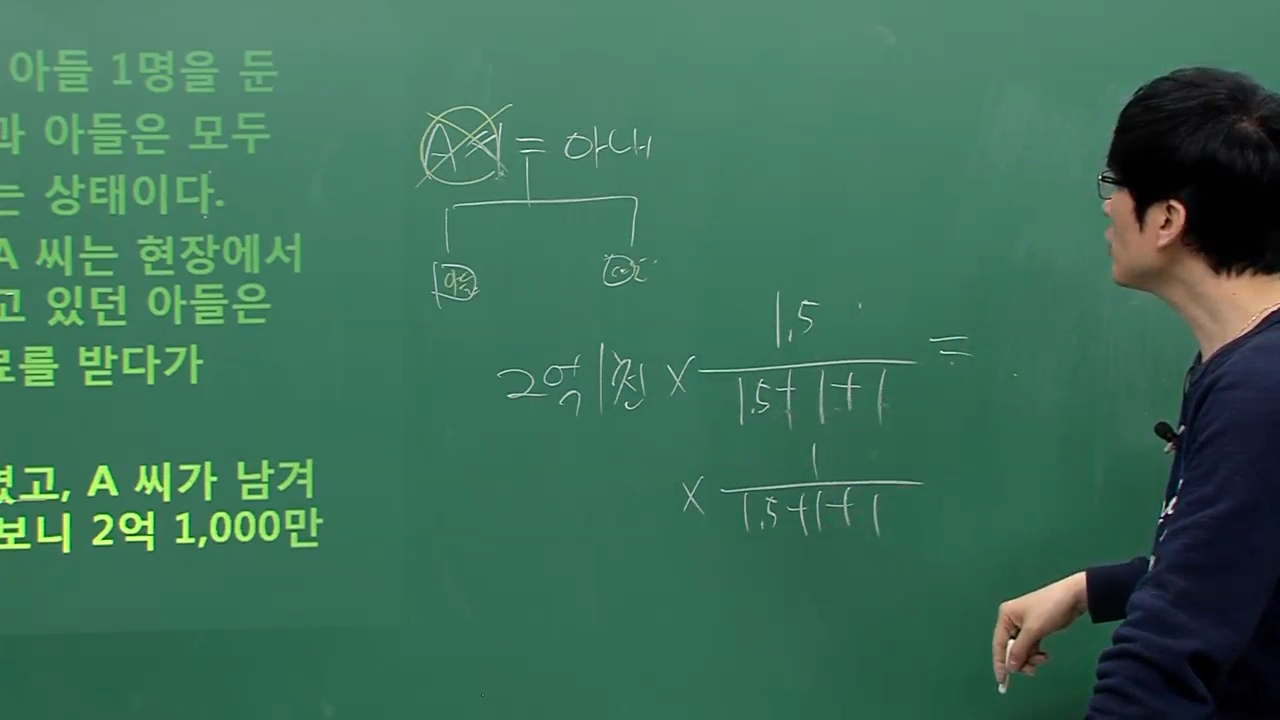 아들 1명을 둔
과 아들은 모두
는 상태이다.
A 씨는 현장에서
고 있던 아들은
료를 받다가
렸고, A 씨가 남겨
보니 2억 1,000만
A씨 = 아내
2억 1천 × 1.5 / 1.5+1+1 =
× 1 / 1.5+1+1